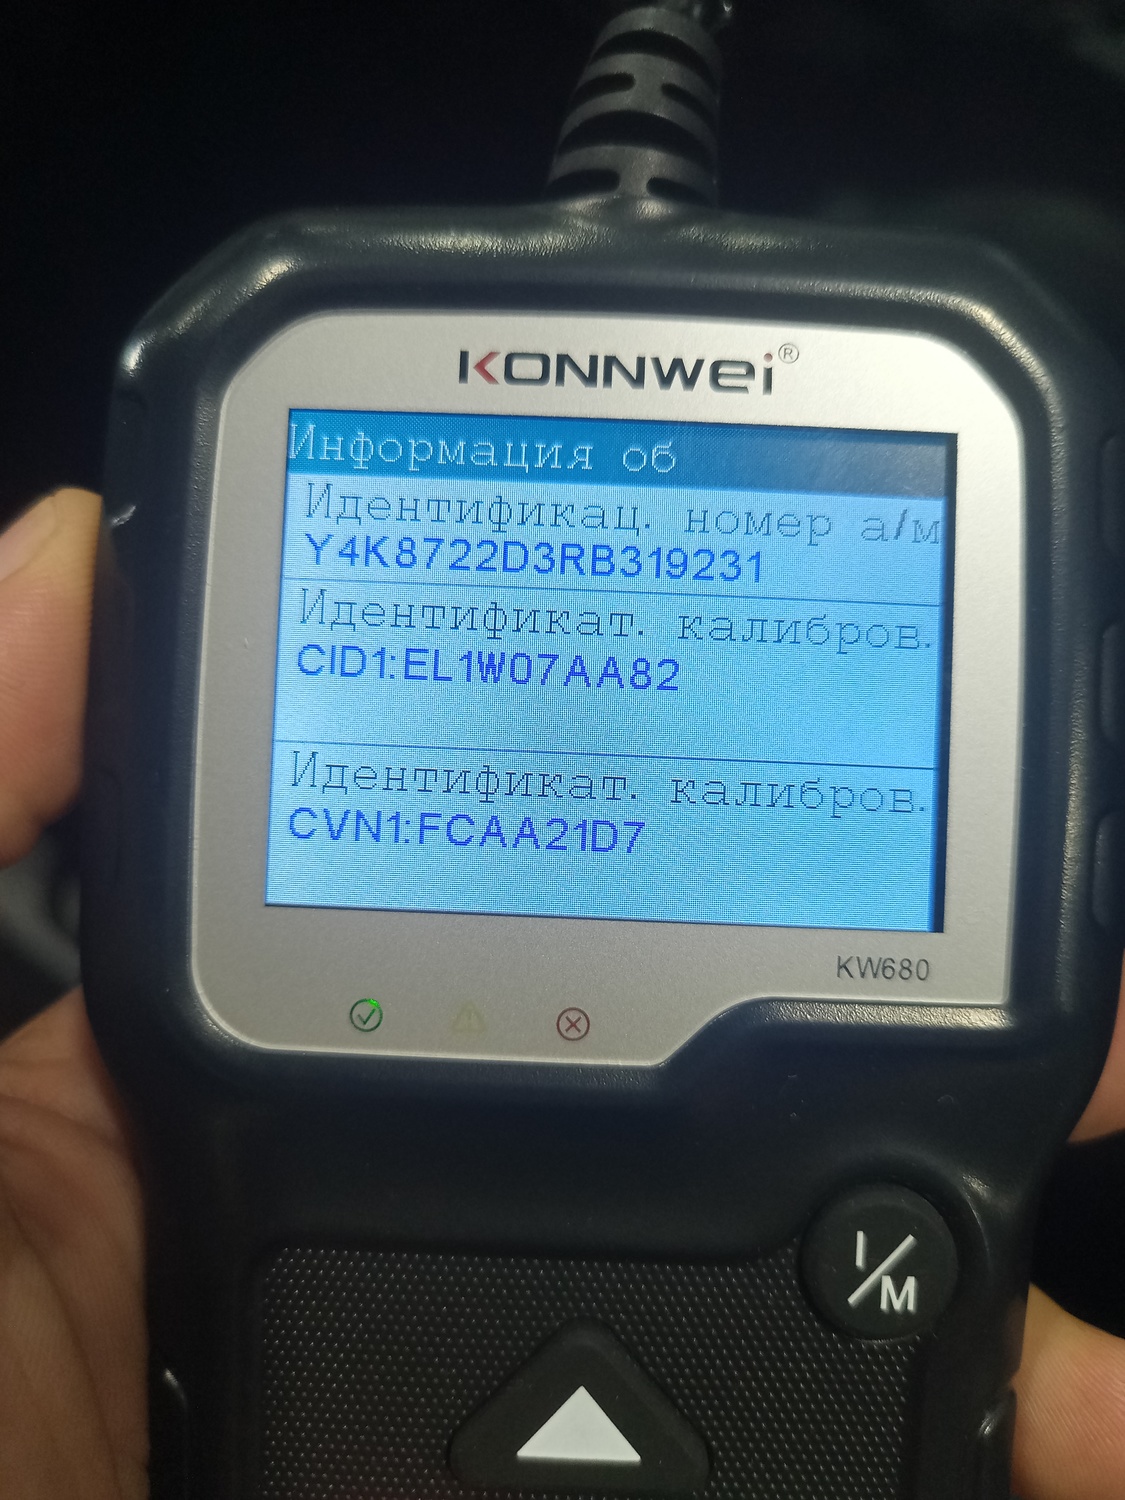 KONNWEI®
Информация об
Идентификац. номер а/м
Y4K8722D3RB319231
Идентификат. калибров.
CID1:EL1W07AA82
Идентификат. калибров.
CVN1:FCAA21D7
KW680
I/M